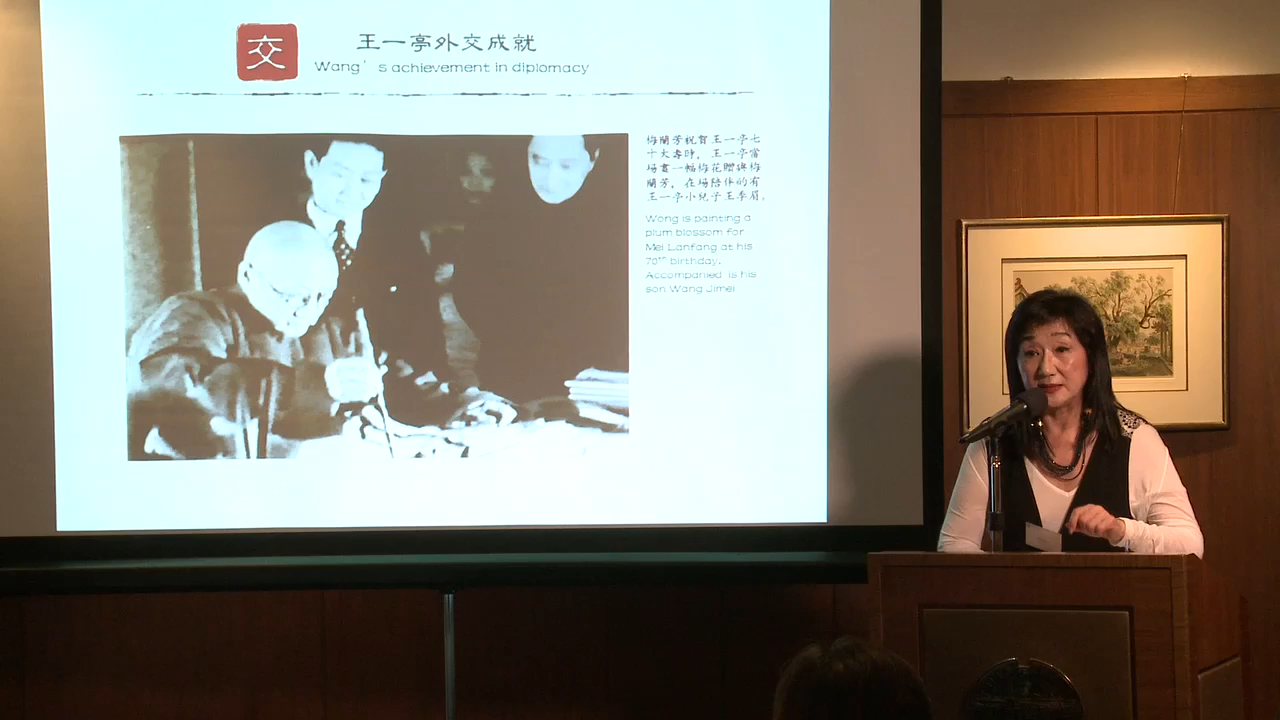 交
王一亭外交成就
Wang's achievement in diplomacy
梅蘭芳祝賀王一亭七
十大壽時，王一亭當
場畫一幅梅花贈與梅
蘭芳，在場陪伴的有
王一亭小兒子王季眉。
Wong is painting a
plum blossom for
Mei Lanfang at his
70th birthday.
Accompanied is his
son Wang Jimei